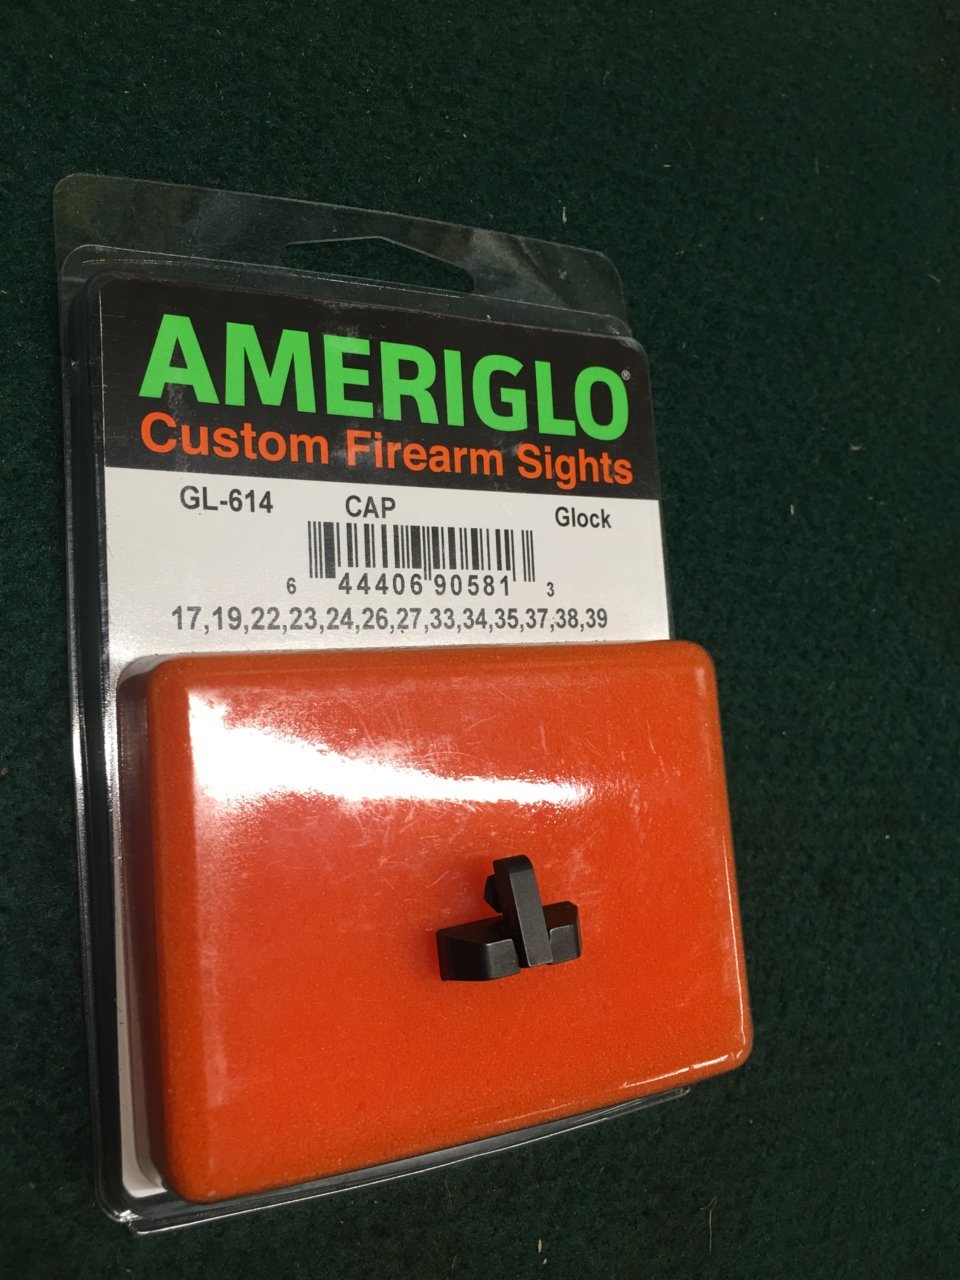 AMERIGLO®
Custom Firearm Sights
GL-614 CAP Glock
6 44406 90581 3
17,19,22,23,24,26,27,33,34,35,37,38,39